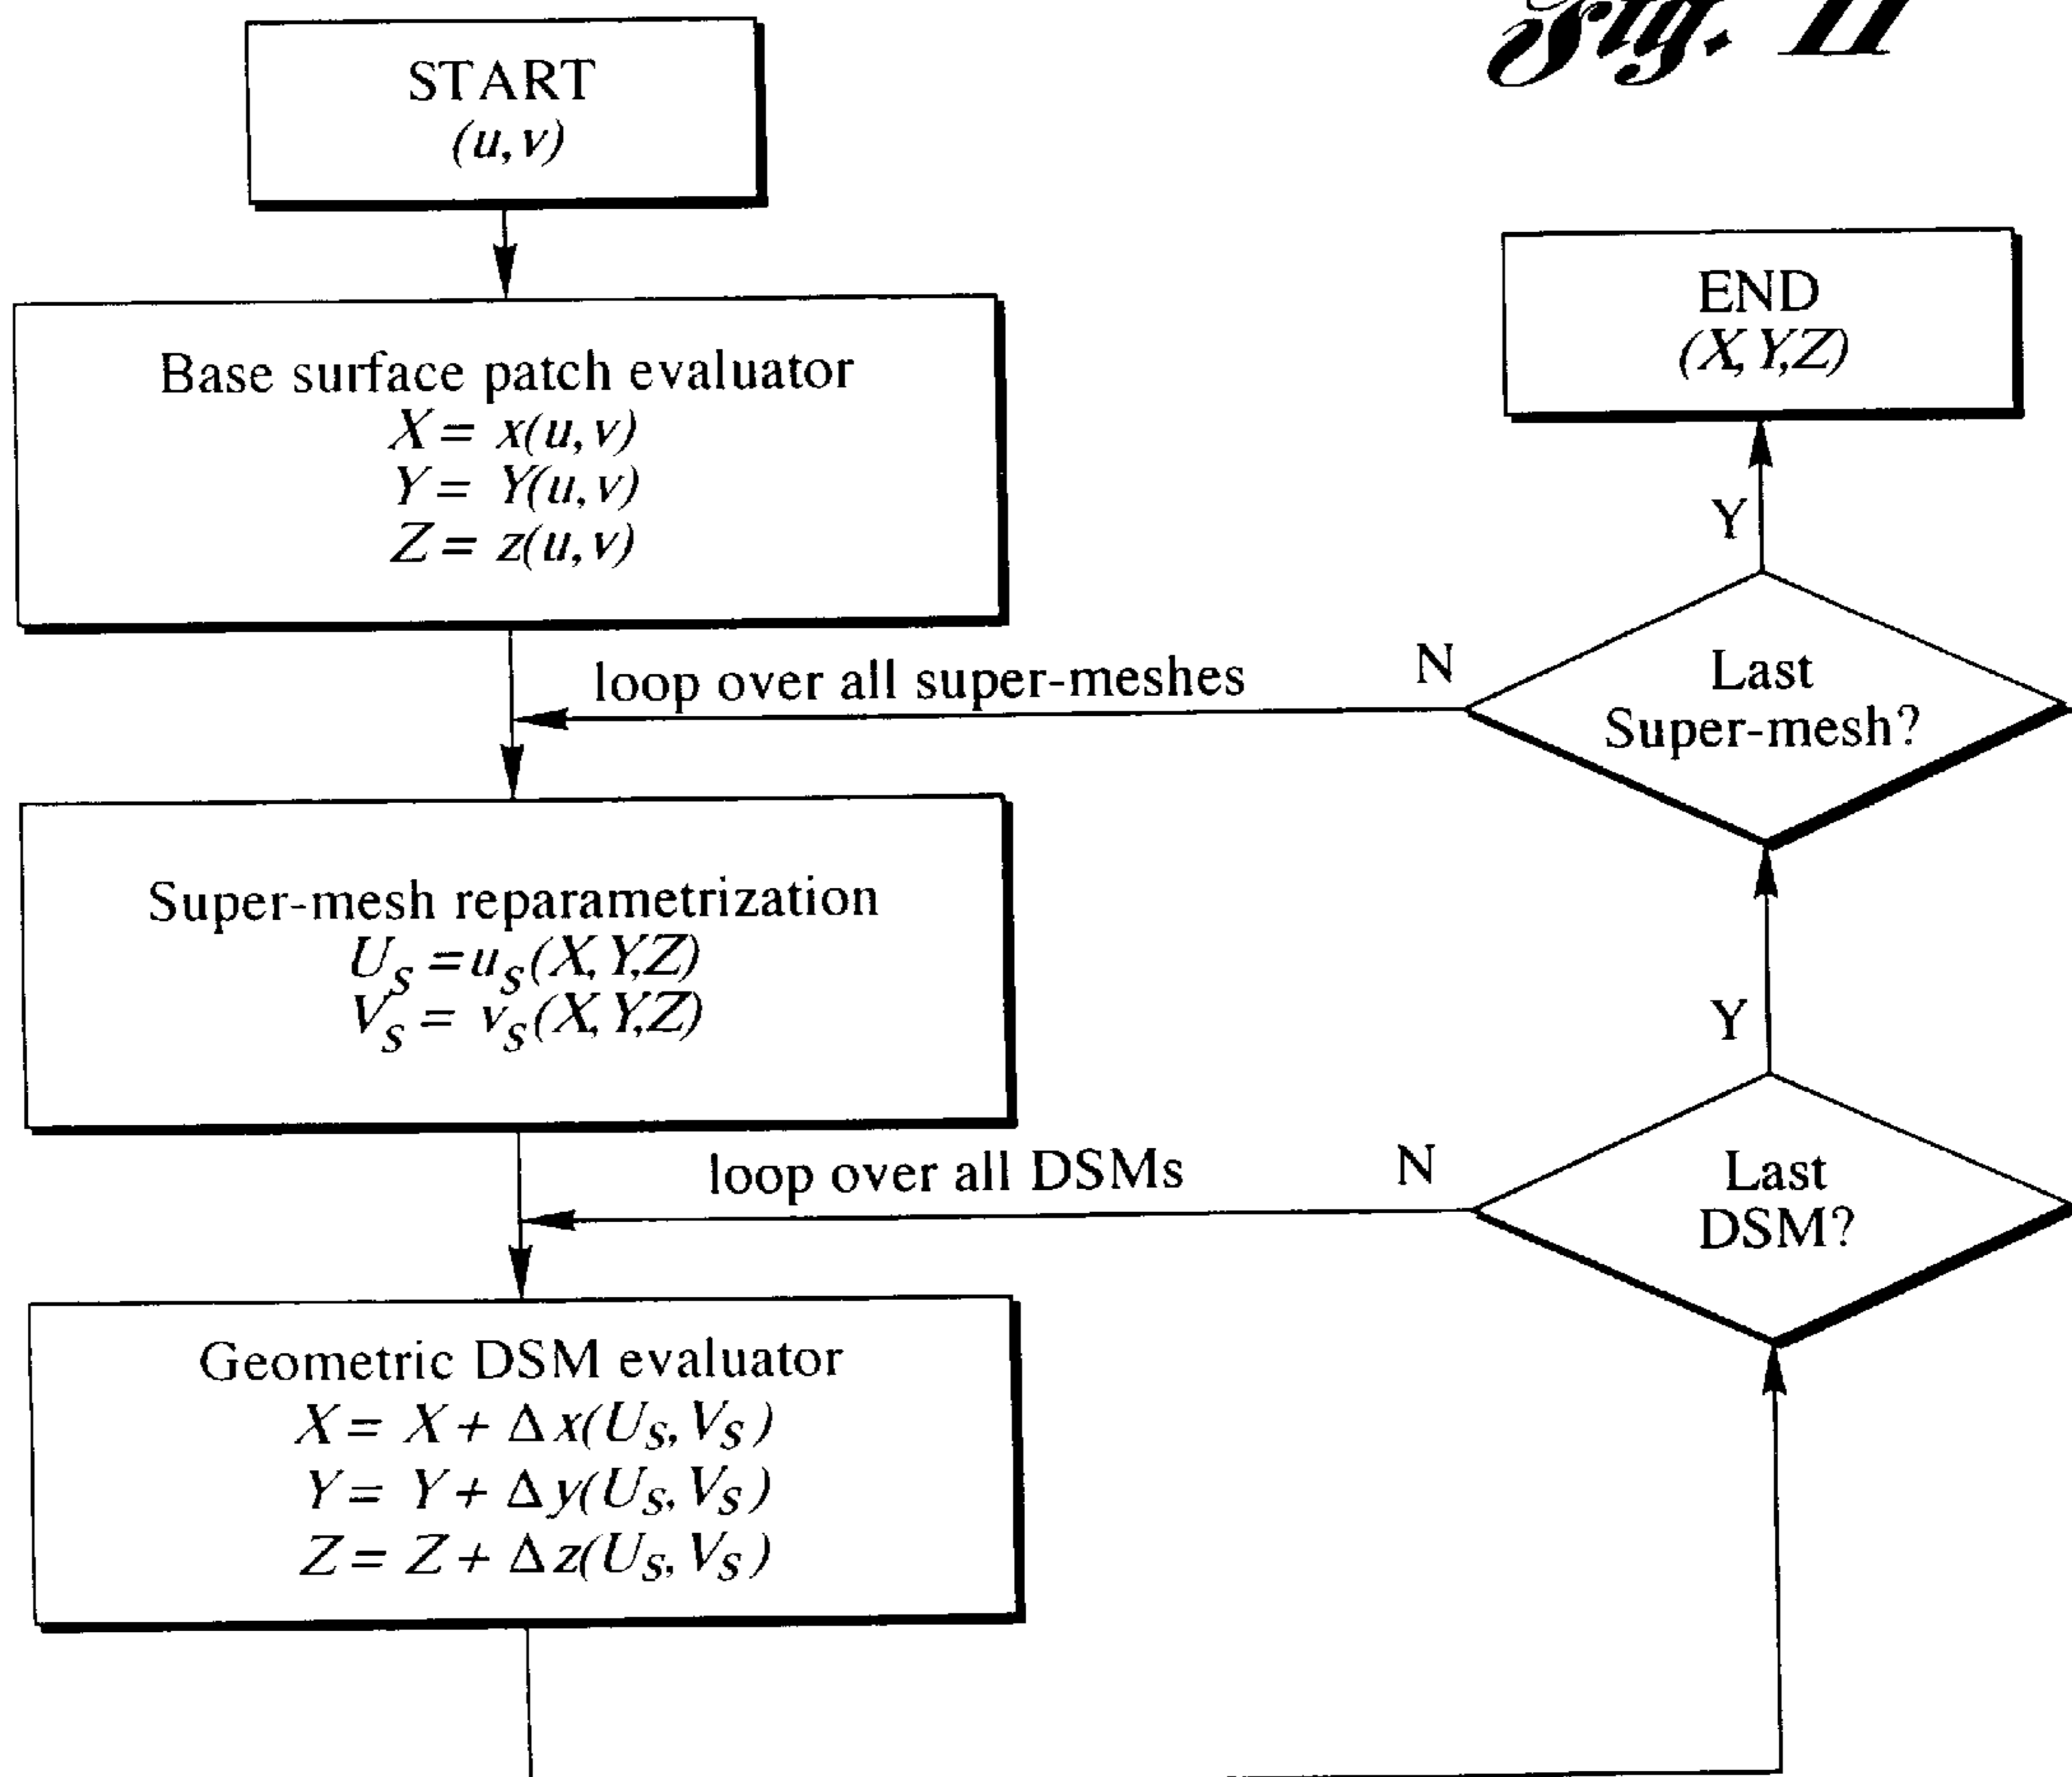 Fig. 11
START
(u,v)
Base surface patch evaluator
X = x(u,v)
Y = Y(u,v)
Z = z(u,v)
END
(X,Y,Z)
Y
loop over all super-meshes
N
Last
Super-mesh?
Super-mesh reparametrization
U_S =u_S(X,Y,Z)
V_S = v_S(X,Y,Z)
Y
loop over all DSMs
N
Last
DSM?
Geometric DSM evaluator
X = X + Δx(U_S,V_S)
Y = Y + Δy(U_S,V_S)
Z = Z + Δz(U_S,V_S)